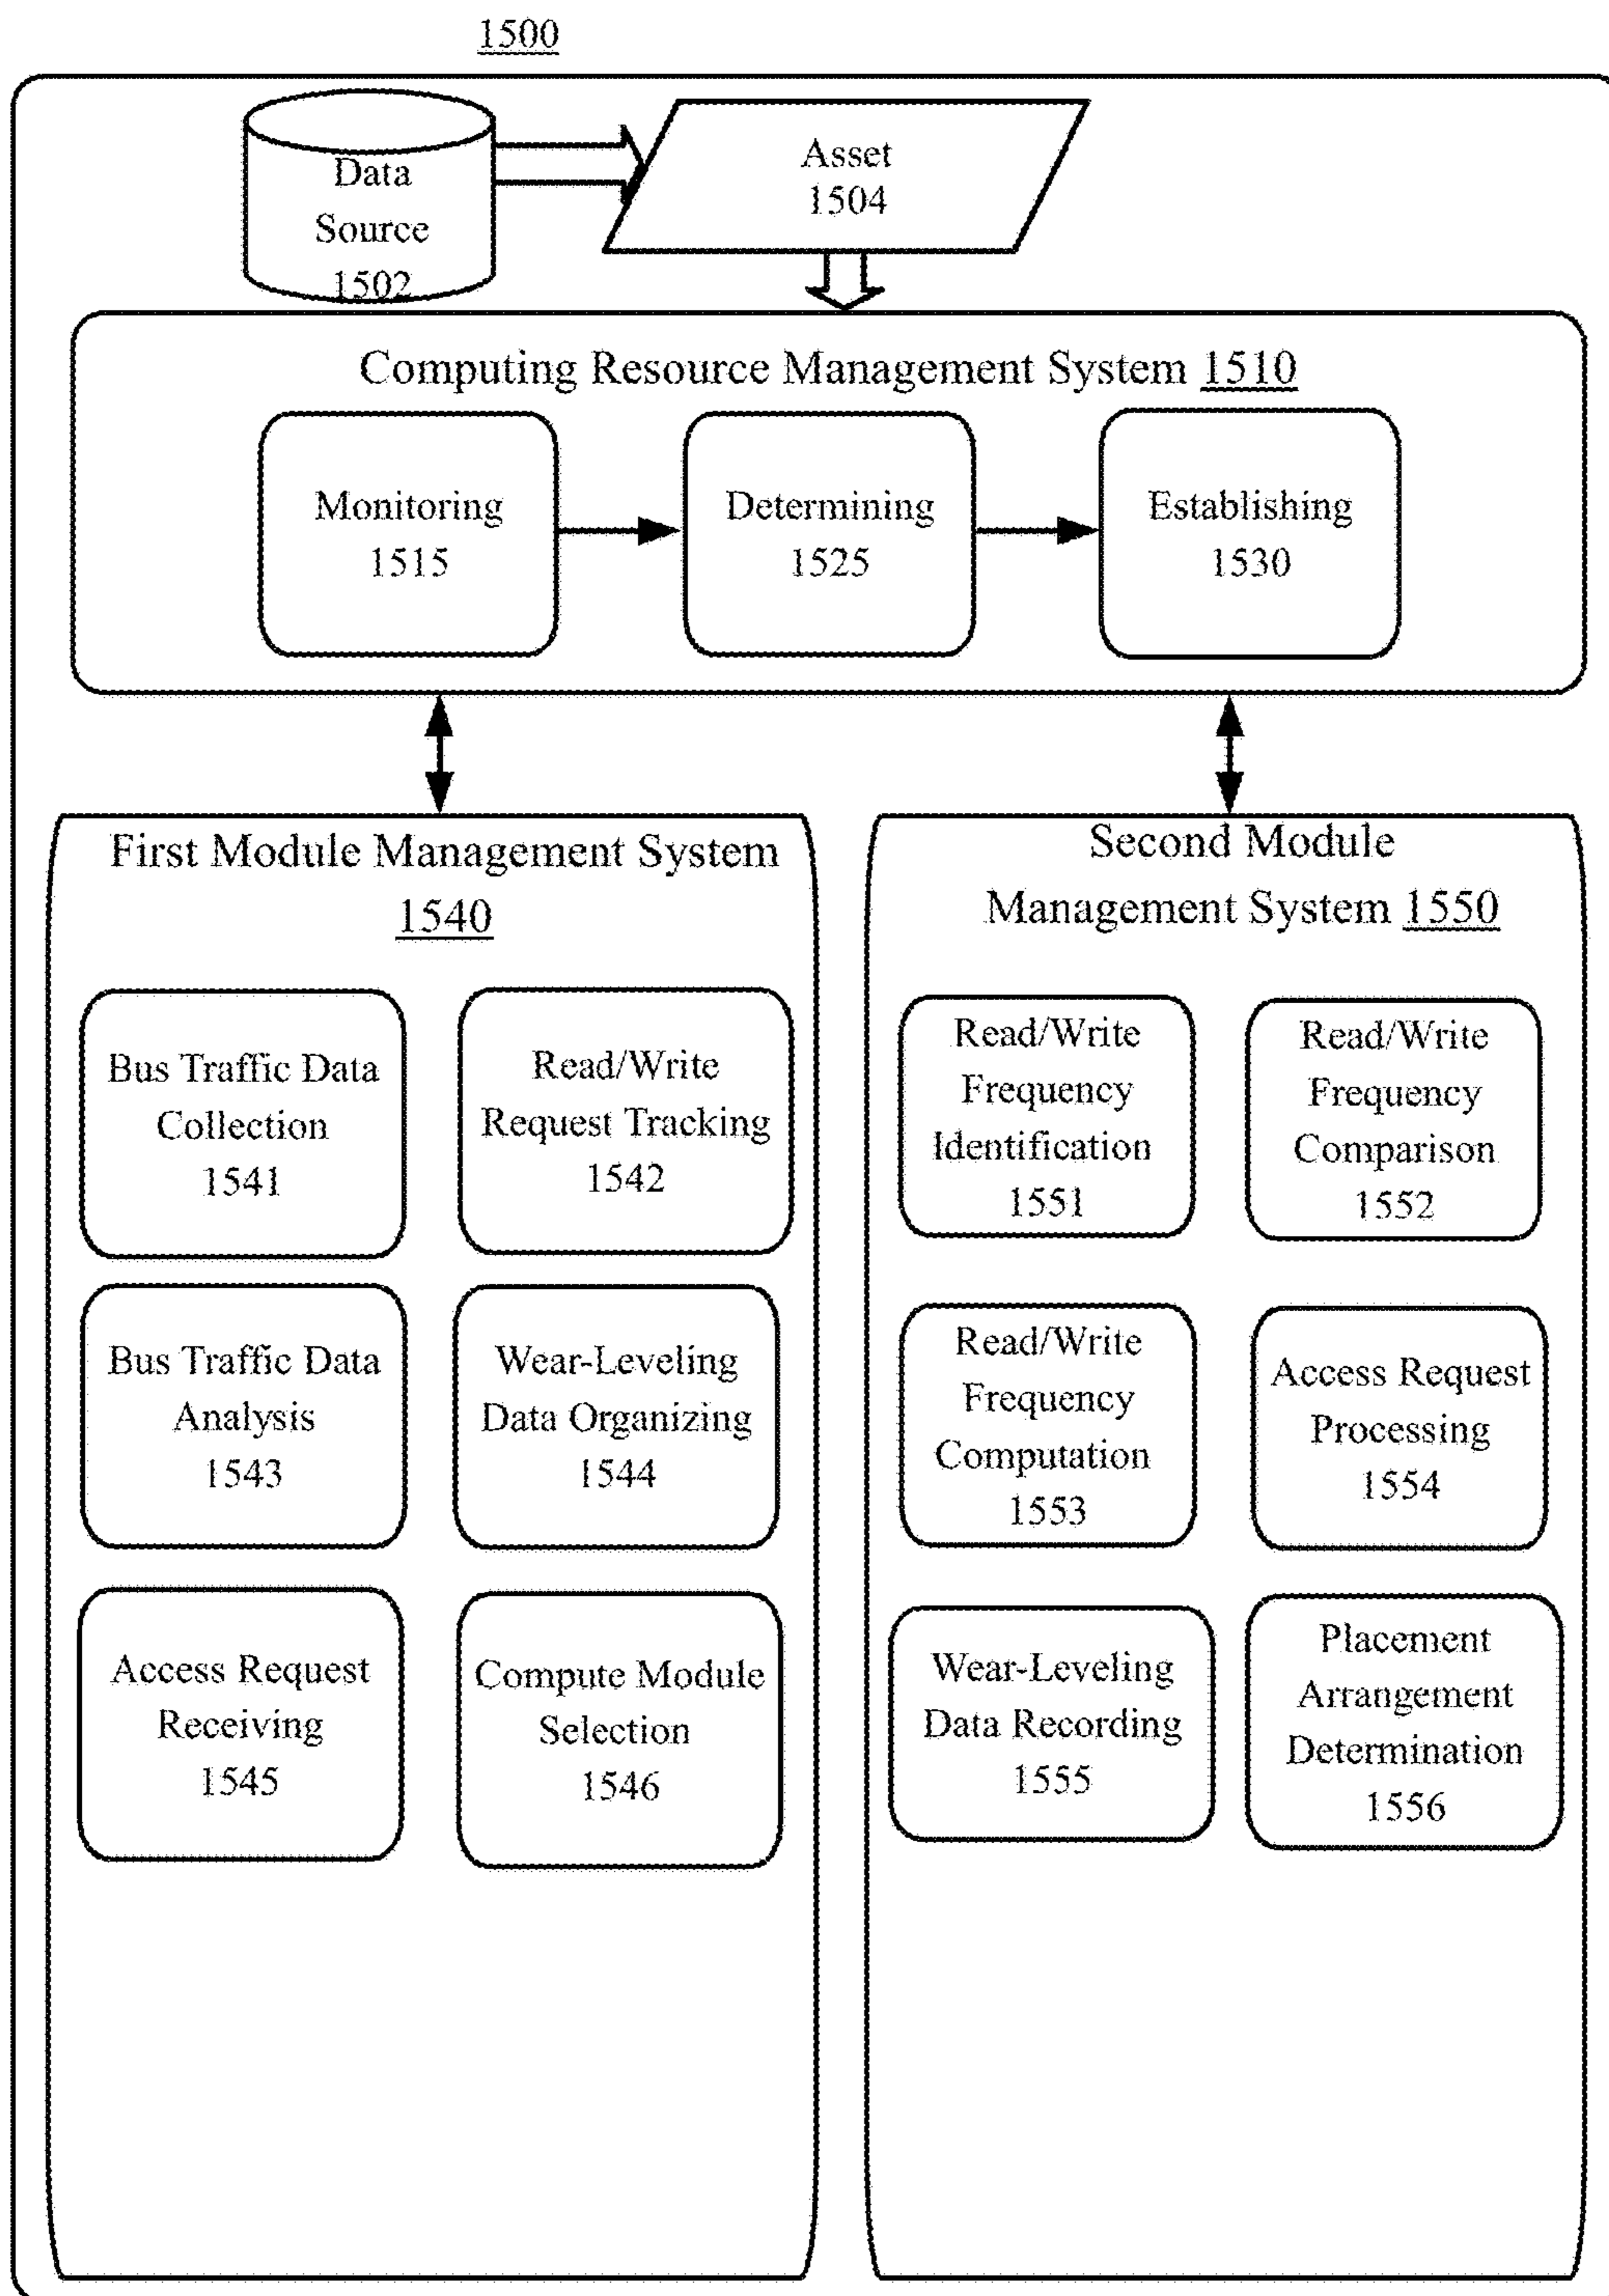 1500
Data
Source
1502
Asset
1504
Computing Resource Management System 1510
Monitoring
1515
Determining
1525
Establishing
1530
First Module Management System
1540
Bus Traffic Data
Collection
1541
Read/Write
Request Tracking
1542
Bus Traffic Data
Analysis
1543
Wear-Leveling
Data Organizing
1544
Access Request
Receiving
1545
Compute Module
Selection
1546
Second Module
Management System 1550
Read/Write
Frequency
Identification
1551
Read/Write
Frequency
Comparison
1552
Read/Write
Frequency
Computation
1553
Access Request
Processing
1554
Wear-Leveling
Data Recording
1555
Placement
Arrangement
Determination
1556